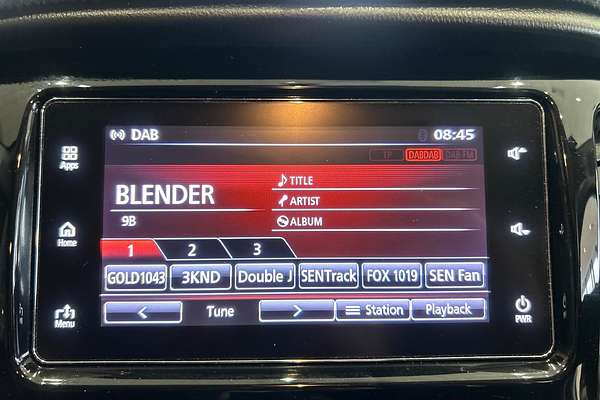 DAB 08:45
TP DABDAB DAB FM
Apps
BLENDER
TITLE
ARTIST
9B
ALBUM
Home
1 2 3
GOLD1043 3KND Double J SENTrack FOX 1019 SEN Fan
Menu
< Tune > Station Playback
PWR